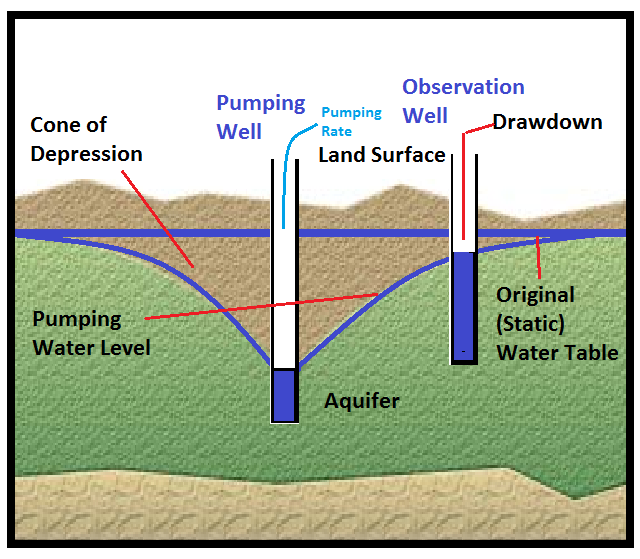 Pumping
Well
Pumping
Rate
Observation
Well
Drawdown
Cone of
Depression
Land Surface
Pumping
Water Level
Original
(Static)
Water Table
Aquifer